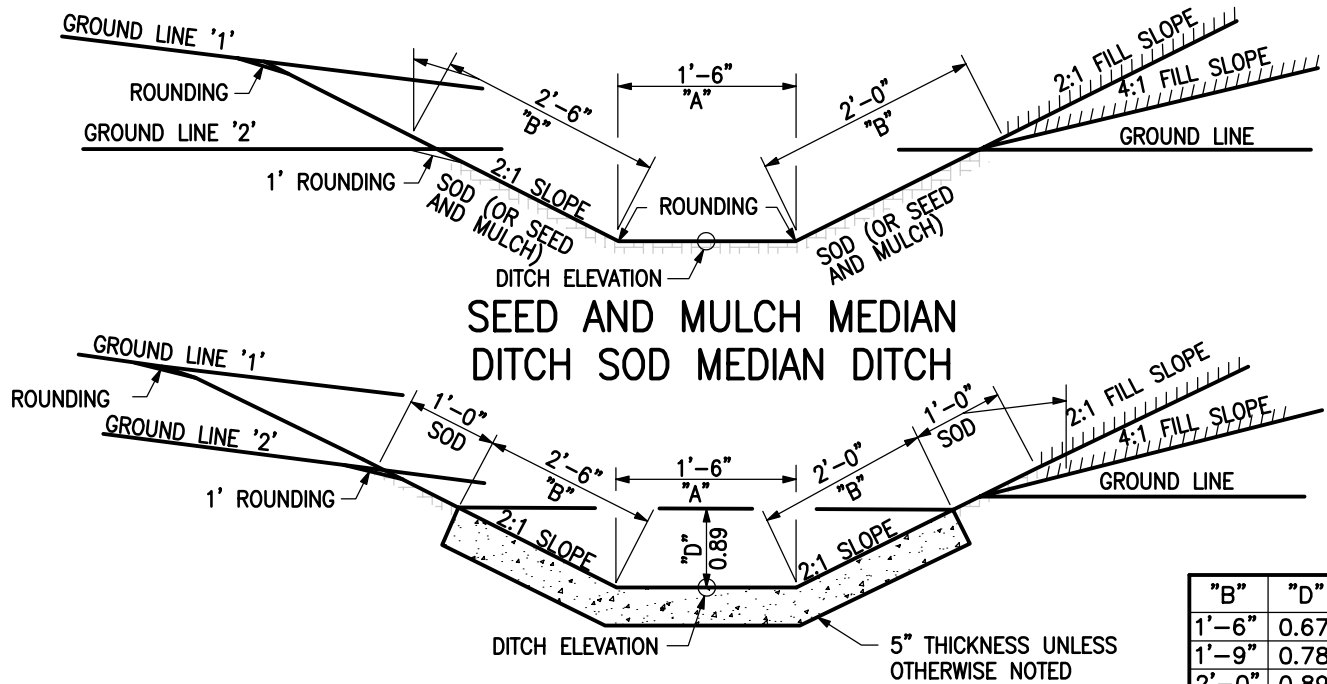 GROUND LINE '1'
ROUNDING
GROUND LINE '2'
1' ROUNDING
2'-6"
"B"
1'-6"
"A"
2'-0"
"B"
2:1 FILL SLOPE
4:1 FILL SLOPE
GROUND LINE
2:1 SLOPE
SOD (OR SEED
AND MULCH)
ROUNDING
SOD (OR SEED
AND MULCH)
DITCH ELEVATION
SEED AND MULCH MEDIAN
DITCH SOD MEDIAN DITCH
GROUND LINE '1'
ROUNDING
GROUND LINE '2'
1' ROUNDING
1'-0"
SOD
2'-6"
"B"
1'-6"
"A"
2'-0"
"B"
1'-0"
SOD
2:1 FILL SLOPE
4:1 FILL SLOPE
GROUND LINE
2:1 SLOPE
"D"
0.89
2:1 SLOPE
DITCH ELEVATION
5" THICKNESS UNLESS
OTHERWISE NOTED
"B" "D"
1'-6" 0.67
1'-9" 0.78
2'-0" 0.89